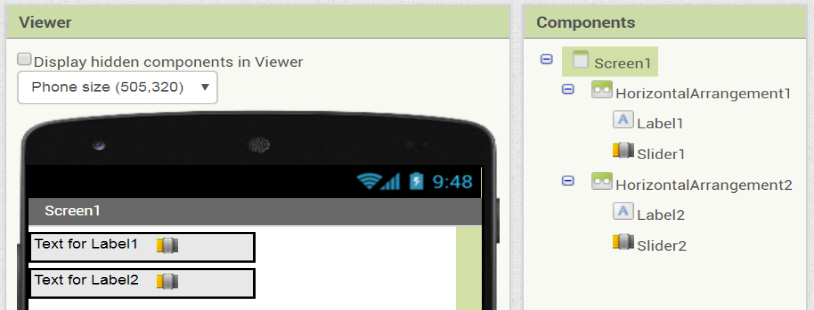 Viewer
Display hidden components in Viewer
Phone size (505,320)
9:48
Screen1
Text for Label1
Text for Label2
Components
Screen1
HorizontalArrangement1
A Label1
Slider1
HorizontalArrangement2
A Label2
Slider2